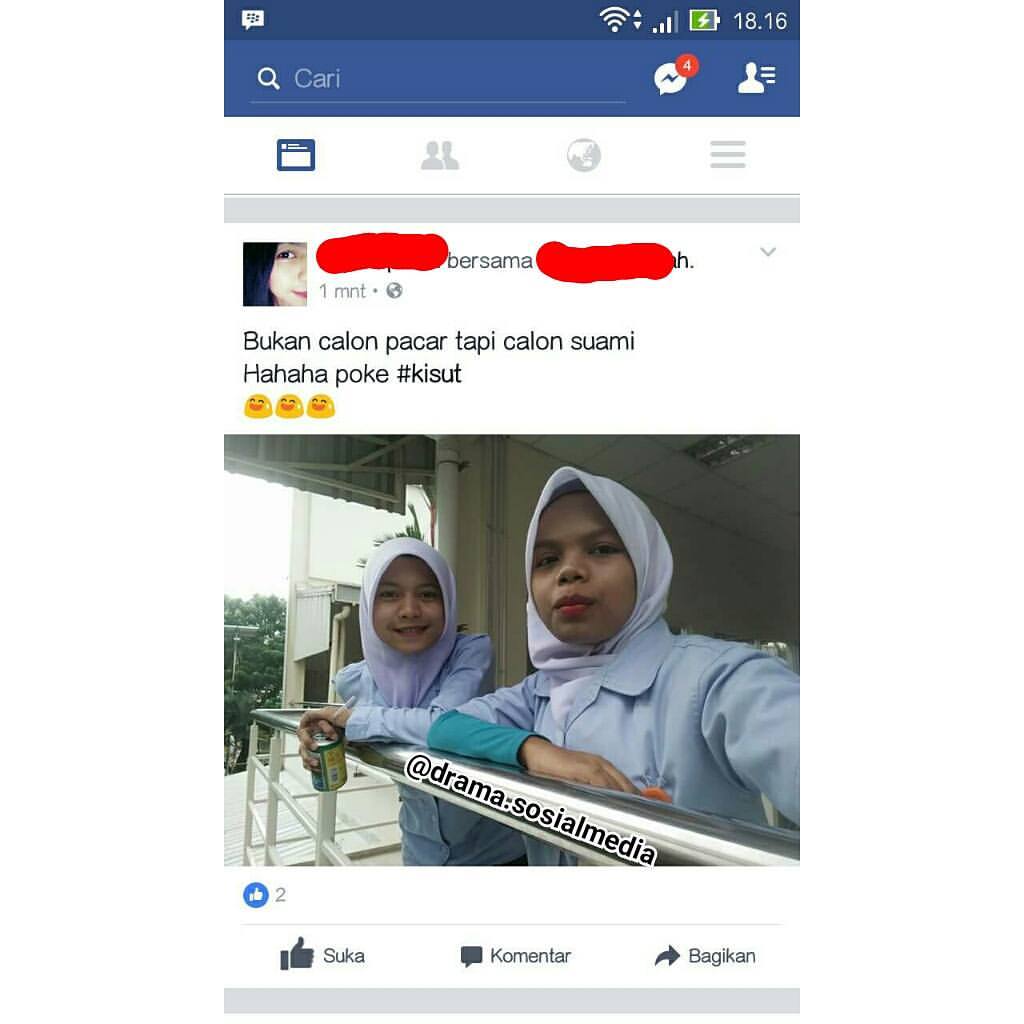 18.16
Cari
4
bersama ah.
1 mnt
Bukan calon pacar tapi calon suami
Hahaha poke #kisut
@drama.sosialmedia
2
Suka Komentar Bagikan